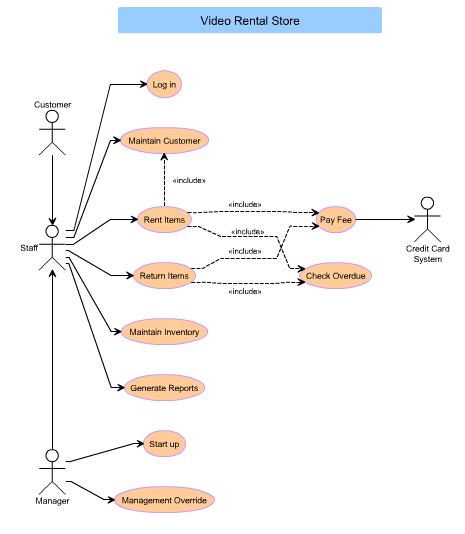 Video Rental Store
Log in
Customer
Maintain Customer
«include»
«include»
Rent Items
Pay Fee
«include»
Staff
«include»
Credit Card
System
Return Items
Check Overdue
«include»
Maintain Inventory
Generate Reports
Start up
Manager
Management Override